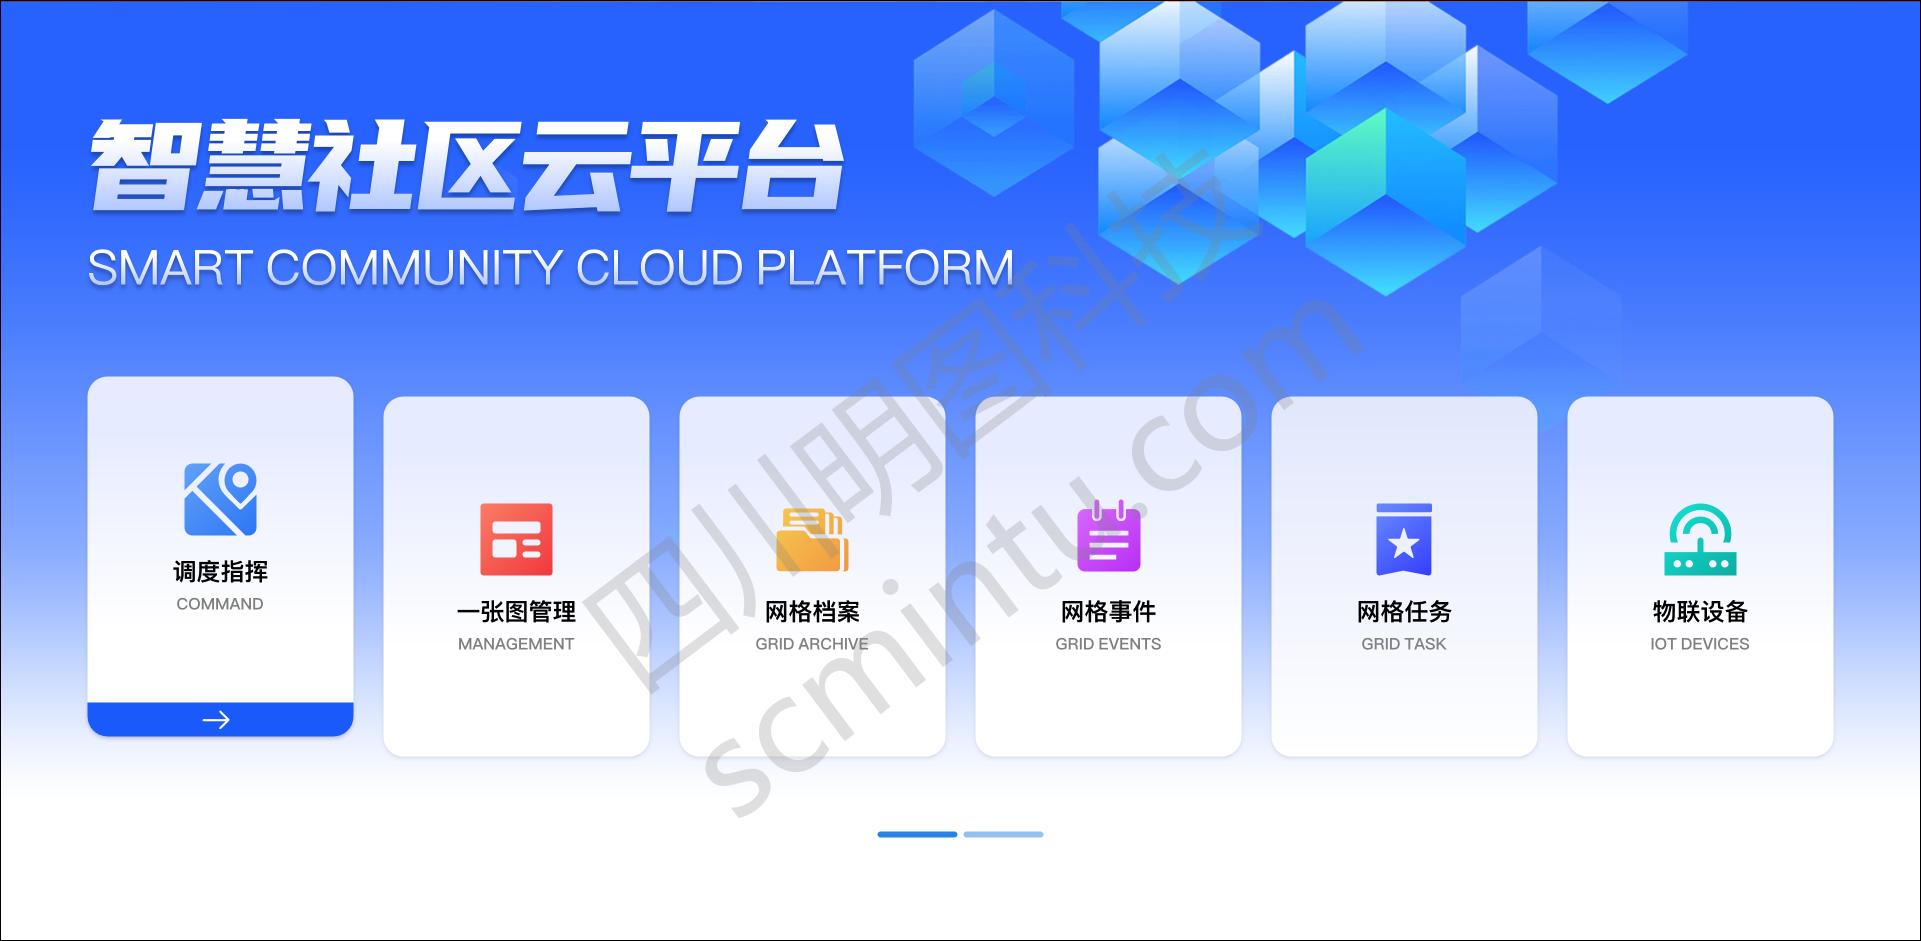 智慧社区云平台
SMART COMMUNITY CLOUD PLATFORM
调度指挥
COMMAND
一张图管理
MANAGEMENT
网格档案
GRID ARCHIVE
网格事件
GRID EVENTS
网格任务
GRID TASK
物联设备
IOT DEVICES
四川明图科技
scmintu.com